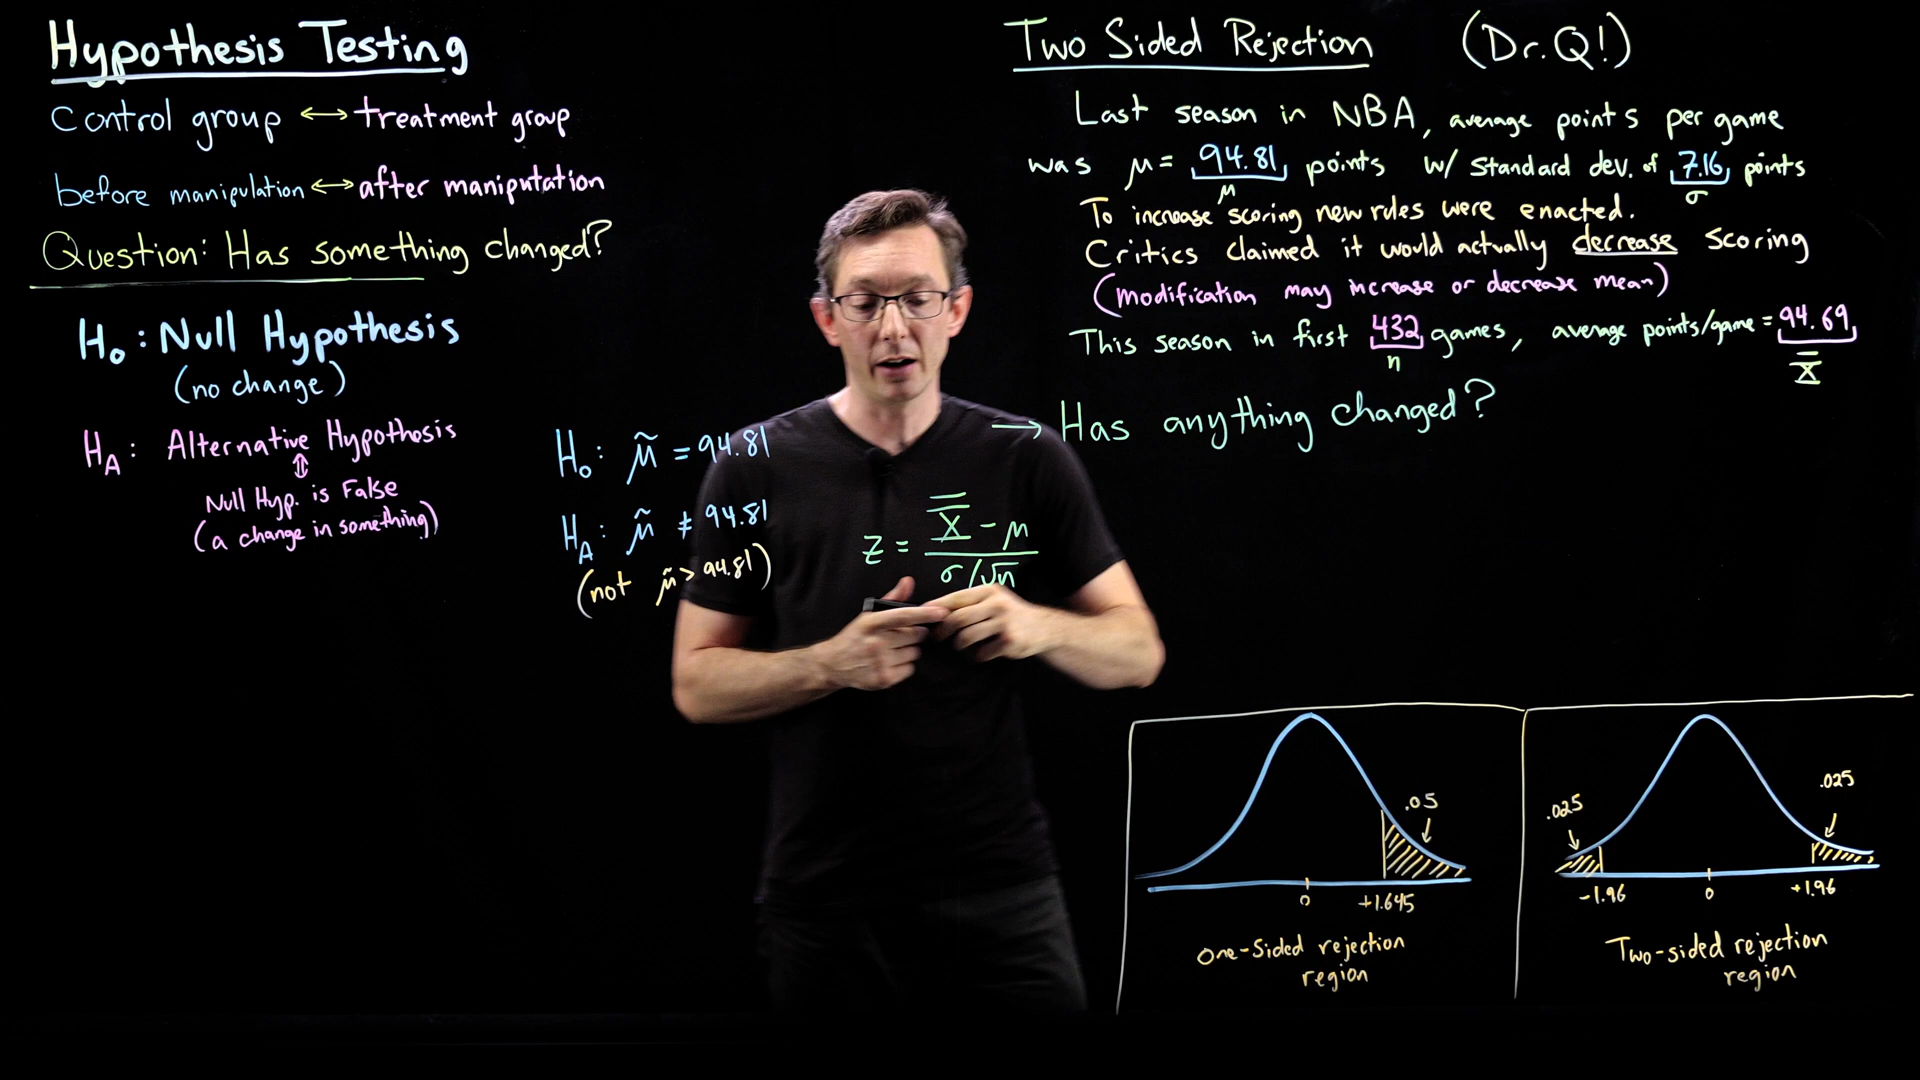 Hypothesis Testing
Control group ↔ treatment group
before manipulation ↔ after maniputation
Question: Has something changed?
H₀: Null Hypothesis
(no change)
H_A: Alternative Hypothesis
⇕
Null Hyp. is False
(a change in something)
H₀: μ̃ = 94.81
H_A: μ̃ ≠ 94.81
(not μ̃ > 94.81)
z = (X̿ - μ) / (σ/√n)
Two Sided Rejection (Dr. Q!)
Last season in NBA, average points per game
was μ = 94.81 points w/ standard dev. of 7.16 points
μ σ
To increase scoring new rules were enacted.
Critics claimed it would actually decrease scoring
(modification may increase or decrease mean)
This season in first 432 games, average points/game = 94.69
n X̿
→ Has anything changed?
.05
0 +1.645
One-Sided rejection
region
.025 .025
-1.96 0 +1.96
Two-sided rejection
region